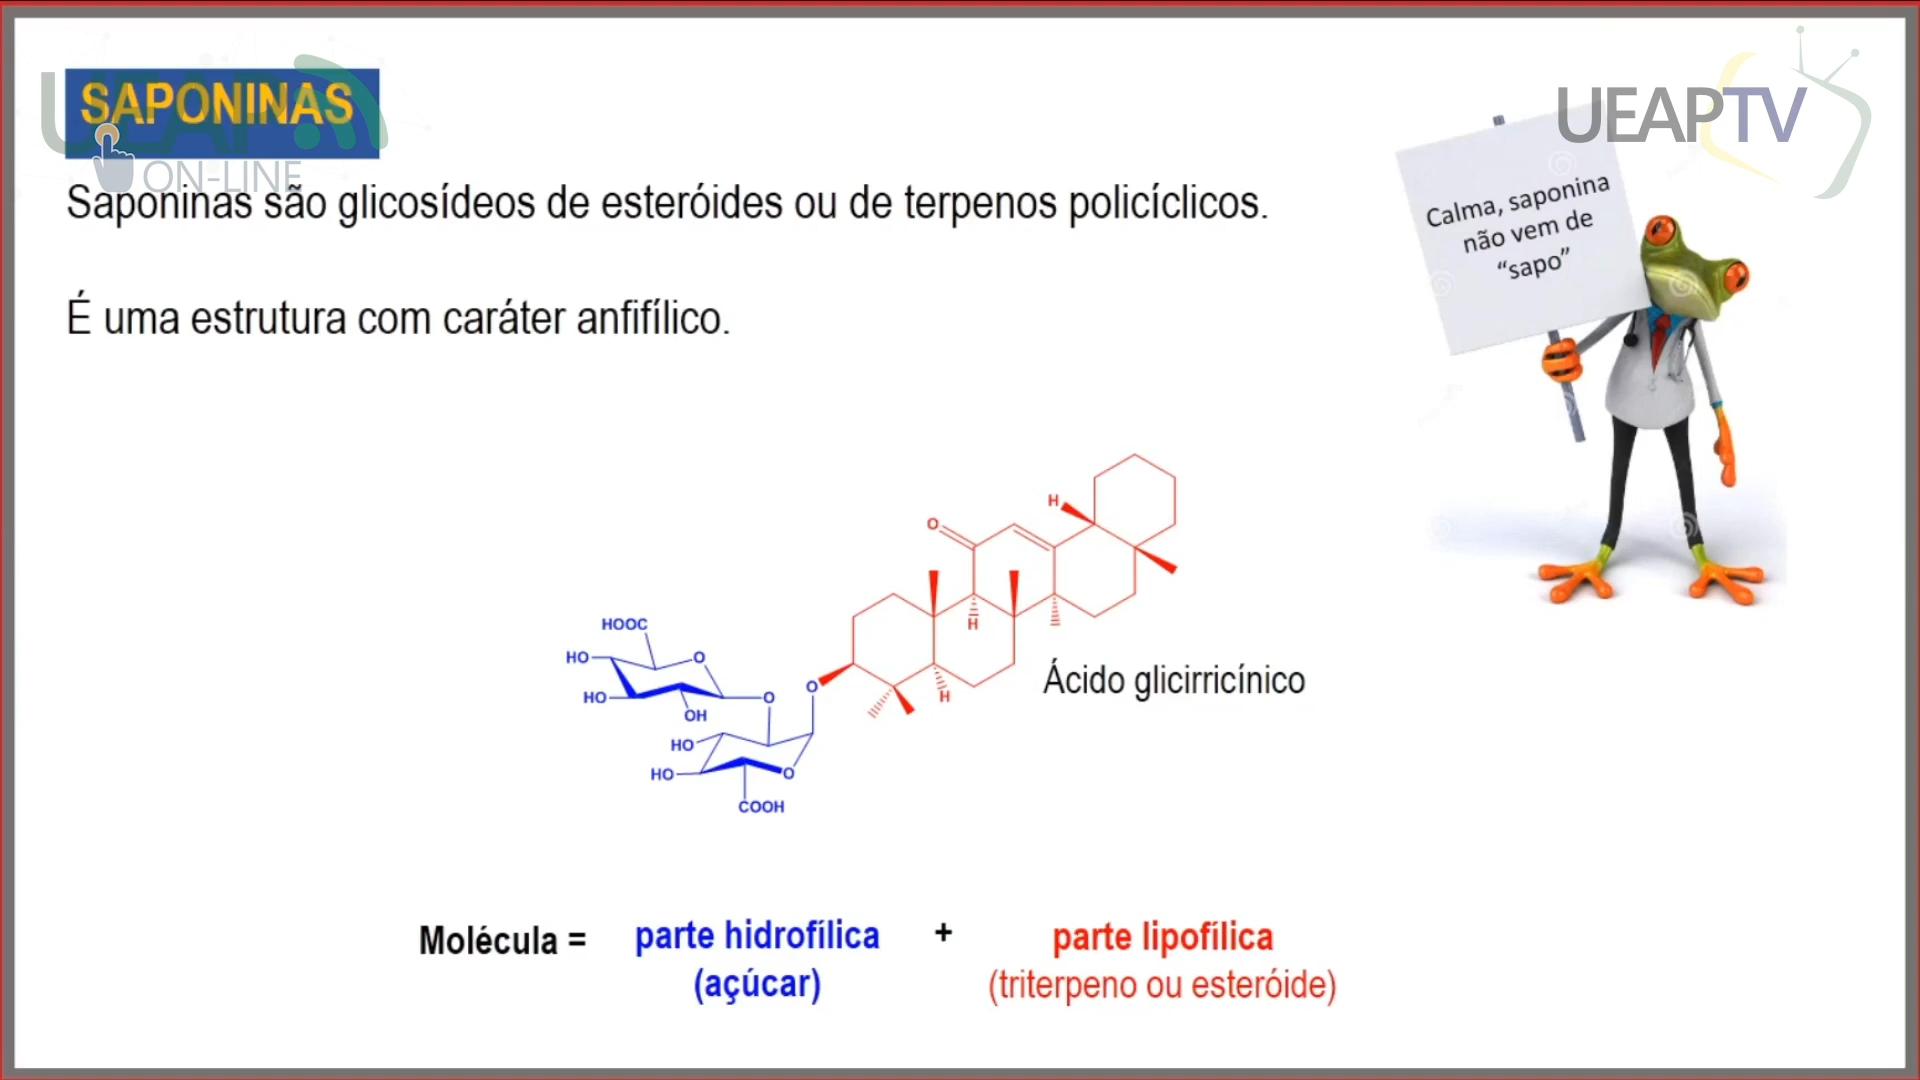 SAPONINAS
UEAP
ON-LINE
UEAPTV
Saponinas são glicosídeos de esteróides ou de terpenos policíclicos.
É uma estrutura com caráter anfifílico.
Calma, saponina
não vem de
“sapo”
H
O
H
H
HOOC
HO
O
HO
OH
O
O
HO
HO
O
COOH
Ácido glicirricínico
Molécula = parte hidrofílica + parte lipofílica
(açúcar) (triterpeno ou esteróide)